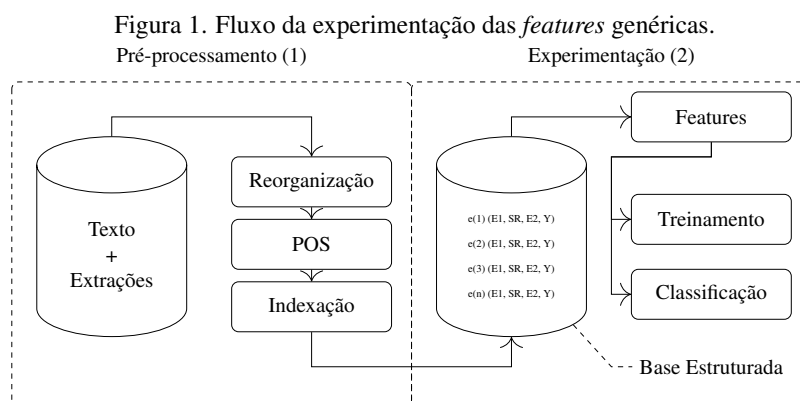 Figura 1. Fluxo da experimentação das features genéricas.
Pré-processamento (1)
Experimentação (2)
Texto
+
Extrações
Reorganização
POS
Indexação
e(1) (E1, SR, E2, Y)
e(2) (E1, SR, E2, Y)
e(3) (E1, SR, E2, Y)
e(n) (E1, SR, E2, Y)
Features
Treinamento
Classificação
Base Estruturada